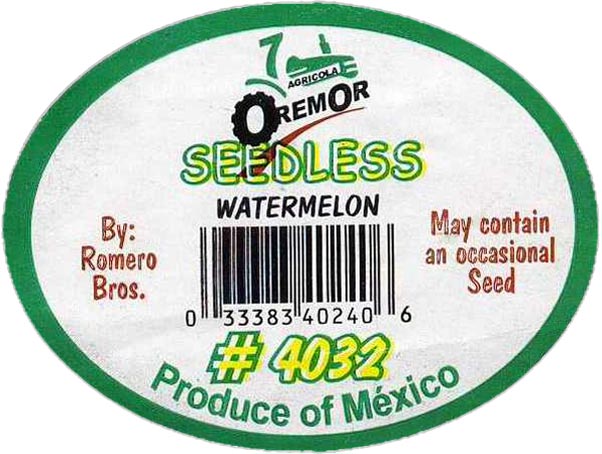 7
AGRICOLA
OREMOR
SEEDLESS
WATERMELON
By:
Romero
Bros.
May contain
an occasional
Seed
0 33383 40240 6
# 4032
Produce of México